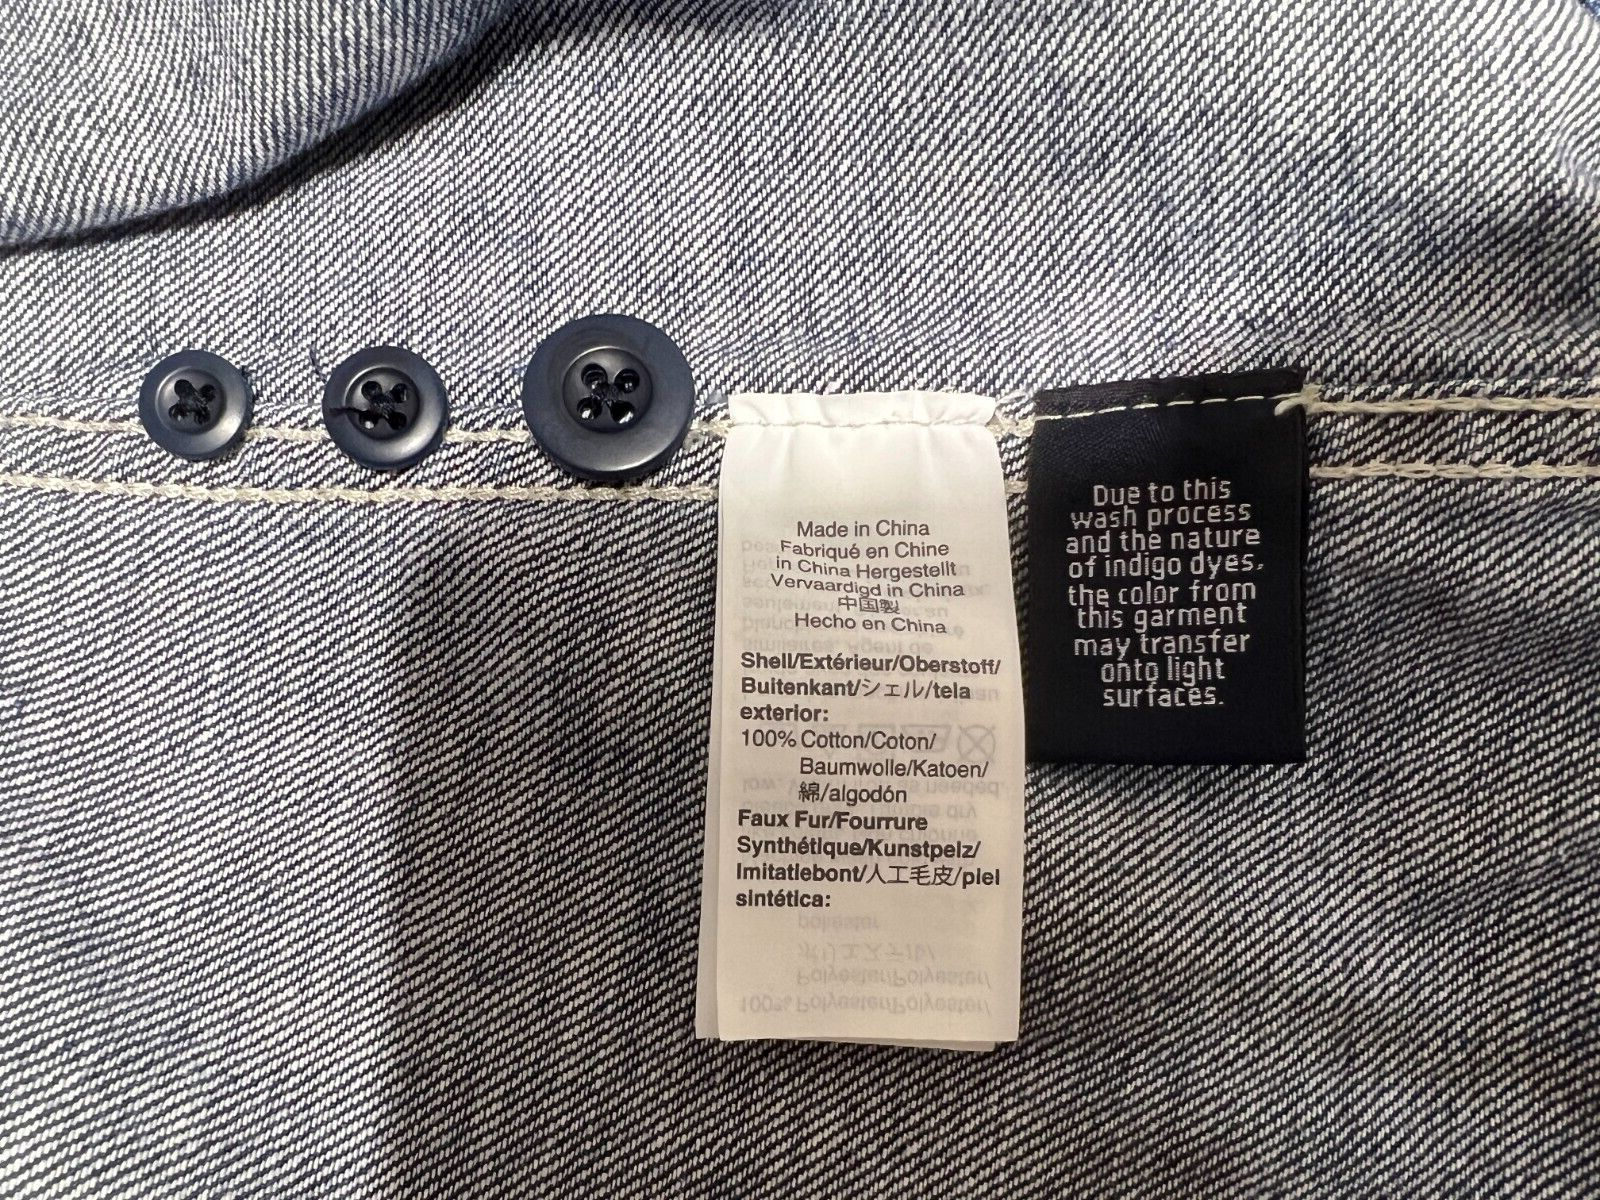 Made in China
Fabriqué en Chine
in China Hergestellt
Vervaardigd in China
中国製
Hecho en China
Shell/Extérieur/Oberstoff/
Buitenkant/シェル/tela
exterior:
100% Cotton/Coton/
Baumwolle/Katoen/
綿/algodón
Faux Fur/Fourrure
Synthétique/Kunstpelz/
Imitatiebont/人工毛皮/piel
sintética:
Due to this
wash process
and the nature
of indigo dyes,
the color from
this garment
may transfer
onto light
surfaces.